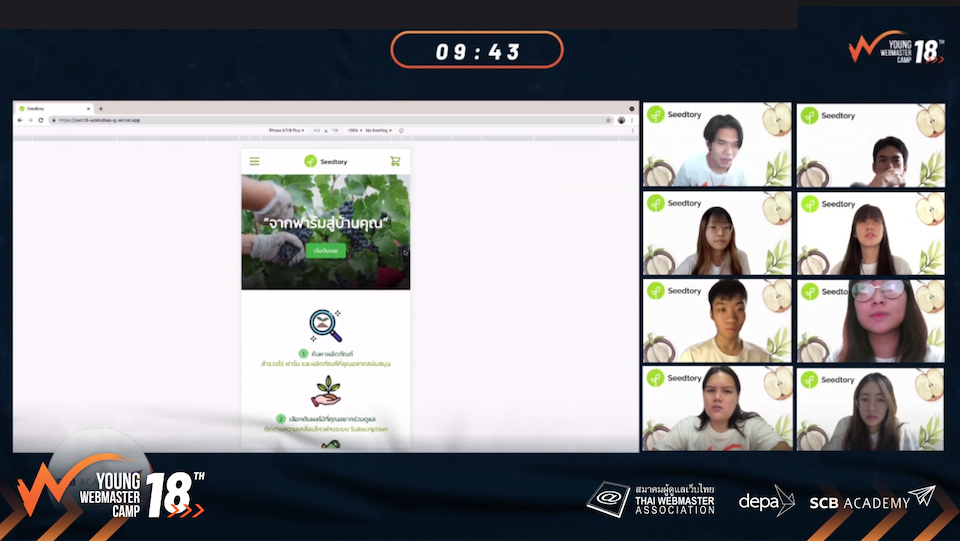 09:43
YOUNG
WEBMASTER
CAMP
18TH
Seedtory
https://ywc18-workshop-g.vercel.app
Seedtory
"จากฟาร์มสู่บ้านคุณ"
เริ่มต้นเลย
1 ค้นหาผลิตภัณฑ์
สำรวจไร่ ฟาร์ม และผลิตภัณฑ์ที่คุณอยากสนับสนุน
2 เลือกต้นผลไม้ที่คุณอยากร่วมดูแล
ติดตามความเคลื่อนไหวผ่านระบบ Subscription
Seedtory
Seedtory
Seedtory
Seedtory
Seedtory
Seedtory
Seedtory
Seedtory
YOUNG
WEBMASTER
CAMP
18TH
สมาคมผู้ดูแลเว็บไทย
THAI WEBMASTER
ASSOCIATION
depa
SCB ACADEMY